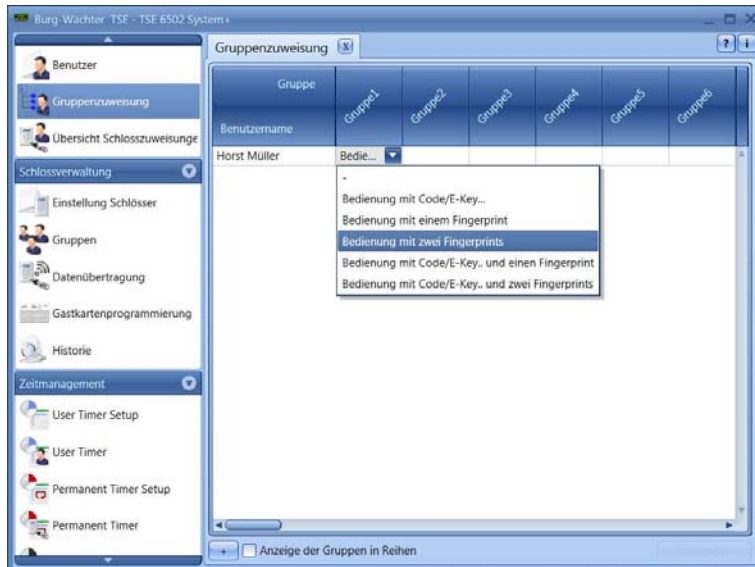 Burg-Wächter TSE - TSE 6502 System
Benutzer
Gruppenzuweisung
Übersicht Schlosszuweisunge
Schlossverwaltung
Einstellung Schlösser
Gruppen
Datenübertragung
Gastkartenprogrammierung
Historie
Zeitmanagement
User Timer Setup
User Timer
Permanent Timer Setup
Permanent Timer
Gruppenzuweisung x
? i
Gruppe
Benutzername
Gruppe1 Gruppe2 Gruppe3 Gruppe4 Gruppe5 Gruppe6
Horst Müller Bedie...
-
Bedienung mit Code/E-Key...
Bedienung mit einem Fingerprint
Bedienung mit zwei Fingerprints
Bedienung mit Code/E-Key.. und einen Fingerprint
Bedienung mit Code/E-Key.. und zwei Fingerprints
+ Anzeige der Gruppen in Reihen